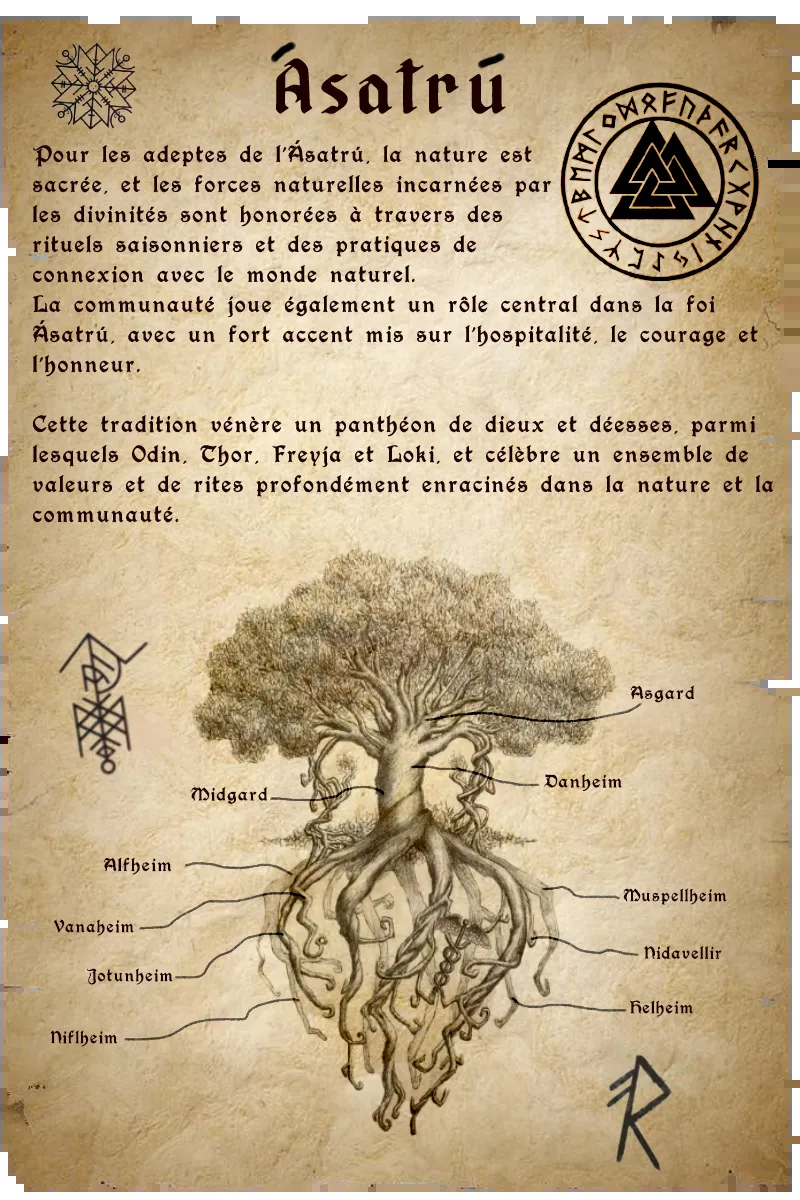 Ásatrú
Pour les adeptes de l'Ásatrú, la nature est
sacrée, et les forces naturelles incarnées par
les divinités sont honorées à travers des
rituels saisonniers et des pratiques de
connexion avec le monde naturel.
La communauté joue également un rôle central dans la foi
Ásatrú, avec un fort accent mis sur l'hospitalité, le courage et
l'honneur.
Cette tradition vénère un panthéon de dieux et déesses, parmi
lesquels Odin, Thor, Freyja et Loki, et célèbre un ensemble de
valeurs et de rites profondément enracinés dans la nature et la
communauté.
Asgard
Danheim
Midgard
Alfheim
Muspellheim
Vanaheim
Nidavellir
Jotunheim
Helheim
Niflheim